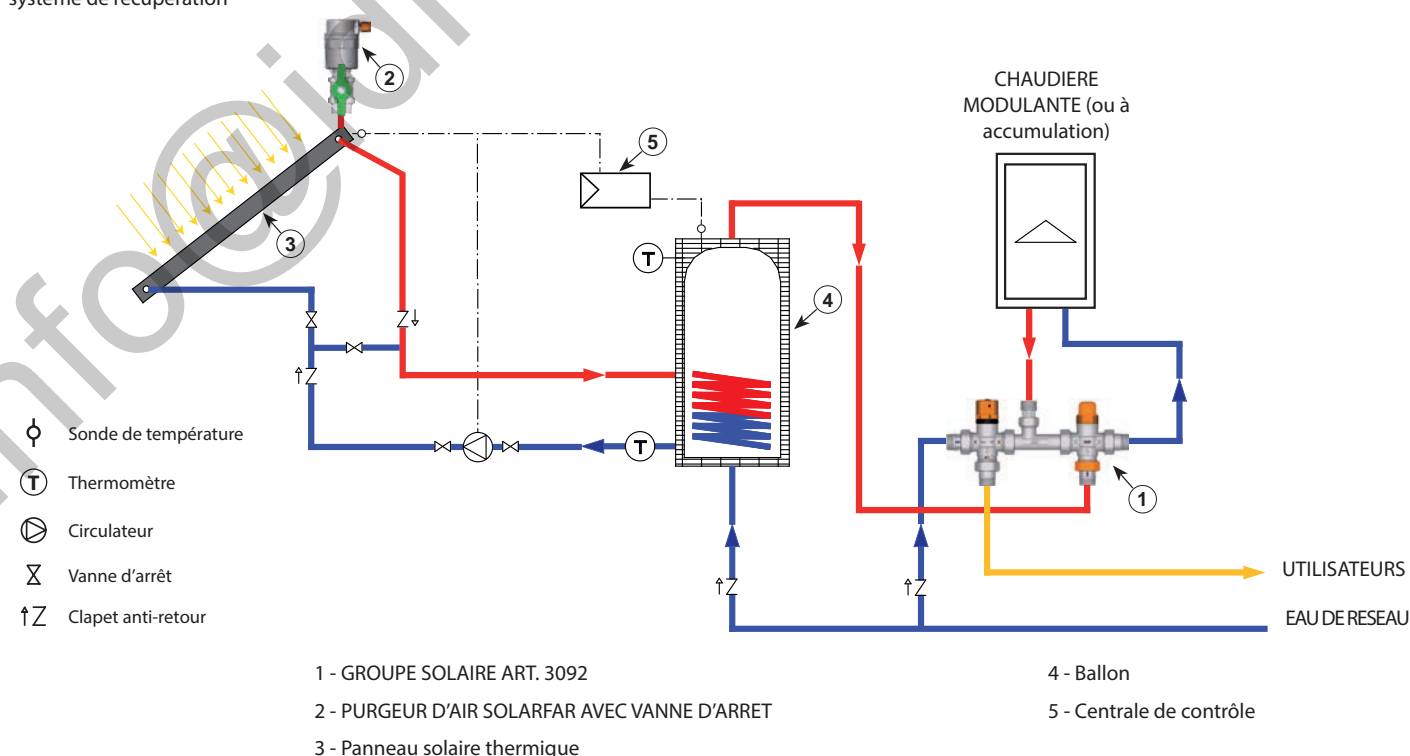 système de récupération
2
CHAUDIERE
MODULANTE (ou à
accumulation)
5
3
T
4
T
1
Sonde de température
T Thermomètre
Circulateur
Vanne d'arrêt
Clapet anti-retour
UTILISATEURS
EAU DE RESEAU
1 - GROUPE SOLAIRE ART. 3092
2 - PURGEUR D'AIR SOLARFAR AVEC VANNE D'ARRET
3 - Panneau solaire thermique
4 - Ballon
5 - Centrale de contrôle